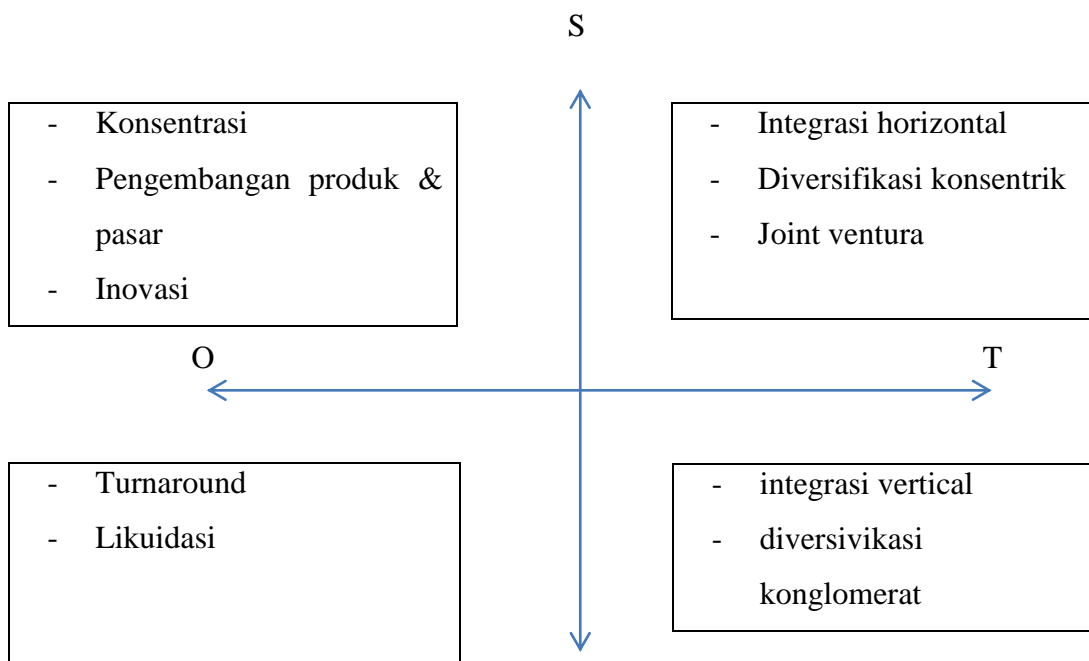 S
- Konsentrasi
- Pengembangan produk &
pasar
- Inovasi
- Integrasi horizontal
- Diversifikasi konsentrik
- Joint ventura
O
T
- Turnaround
- Likuidasi
- integrasi vertical
- diversivikasi
konglomerat